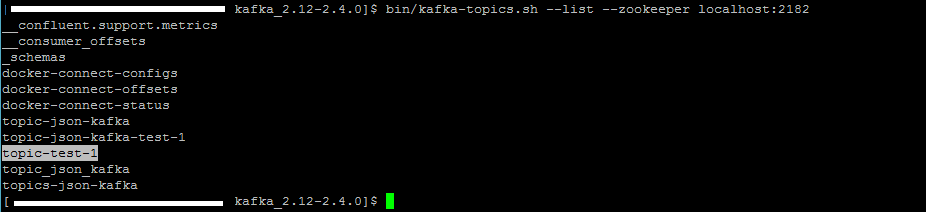 [ kafka_2.12-2.4.0]$ bin/kafka-topics.sh --list --zookeeper localhost:2182
__confluent.support.metrics
__consumer_offsets
_schemas
docker-connect-configs
docker-connect-offsets
docker-connect-status
topic-json-kafka
topic-json-kafka-test-1
topic-test-1
topic_json_kafka
topics-json-kafka
[ kafka_2.12-2.4.0]$